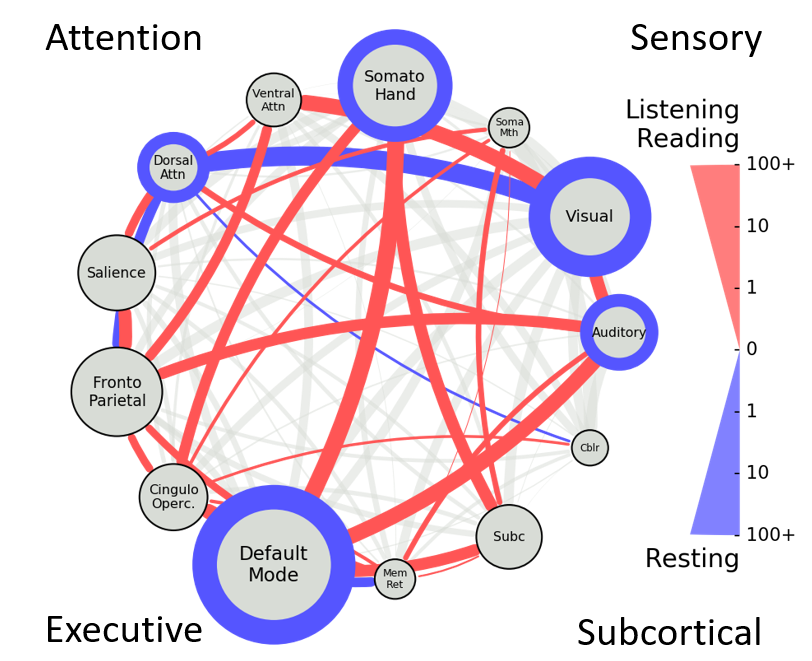 Attention
Sensory
Somato
Hand
Ventral
Attn
Soma
Mth
Listening
Reading
Dorsal
Attn
100+
10
1
0
1
10
100+
Visual
Salience
Auditory
Fronto
Parietal
Cblr
Cingulo
Operc.
Subc
Default
Mode
Mem
Ret
Resting
Executive
Subcortical